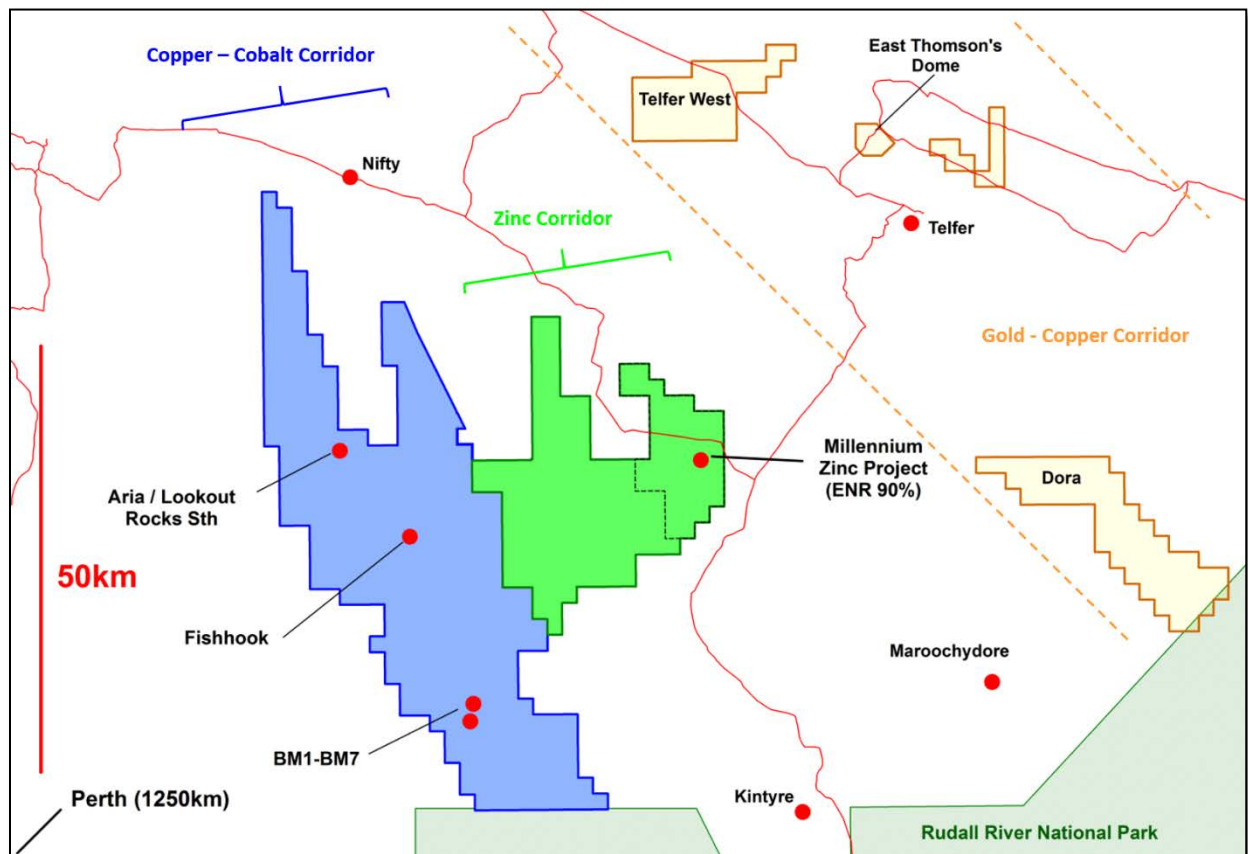 Copper – Cobalt Corridor
East Thomson's
Dome
Telfer West
Nifty
Zinc Corridor
Telfer
Gold - Copper Corridor
Millennium
Zinc Project
(ENR 90%)
Dora
Aria / Lookout
Rocks Sth
50km
Fishhook
Maroochydore
BM1-BM7
Perth (1250km)
Kintyre
Rudall River National Park